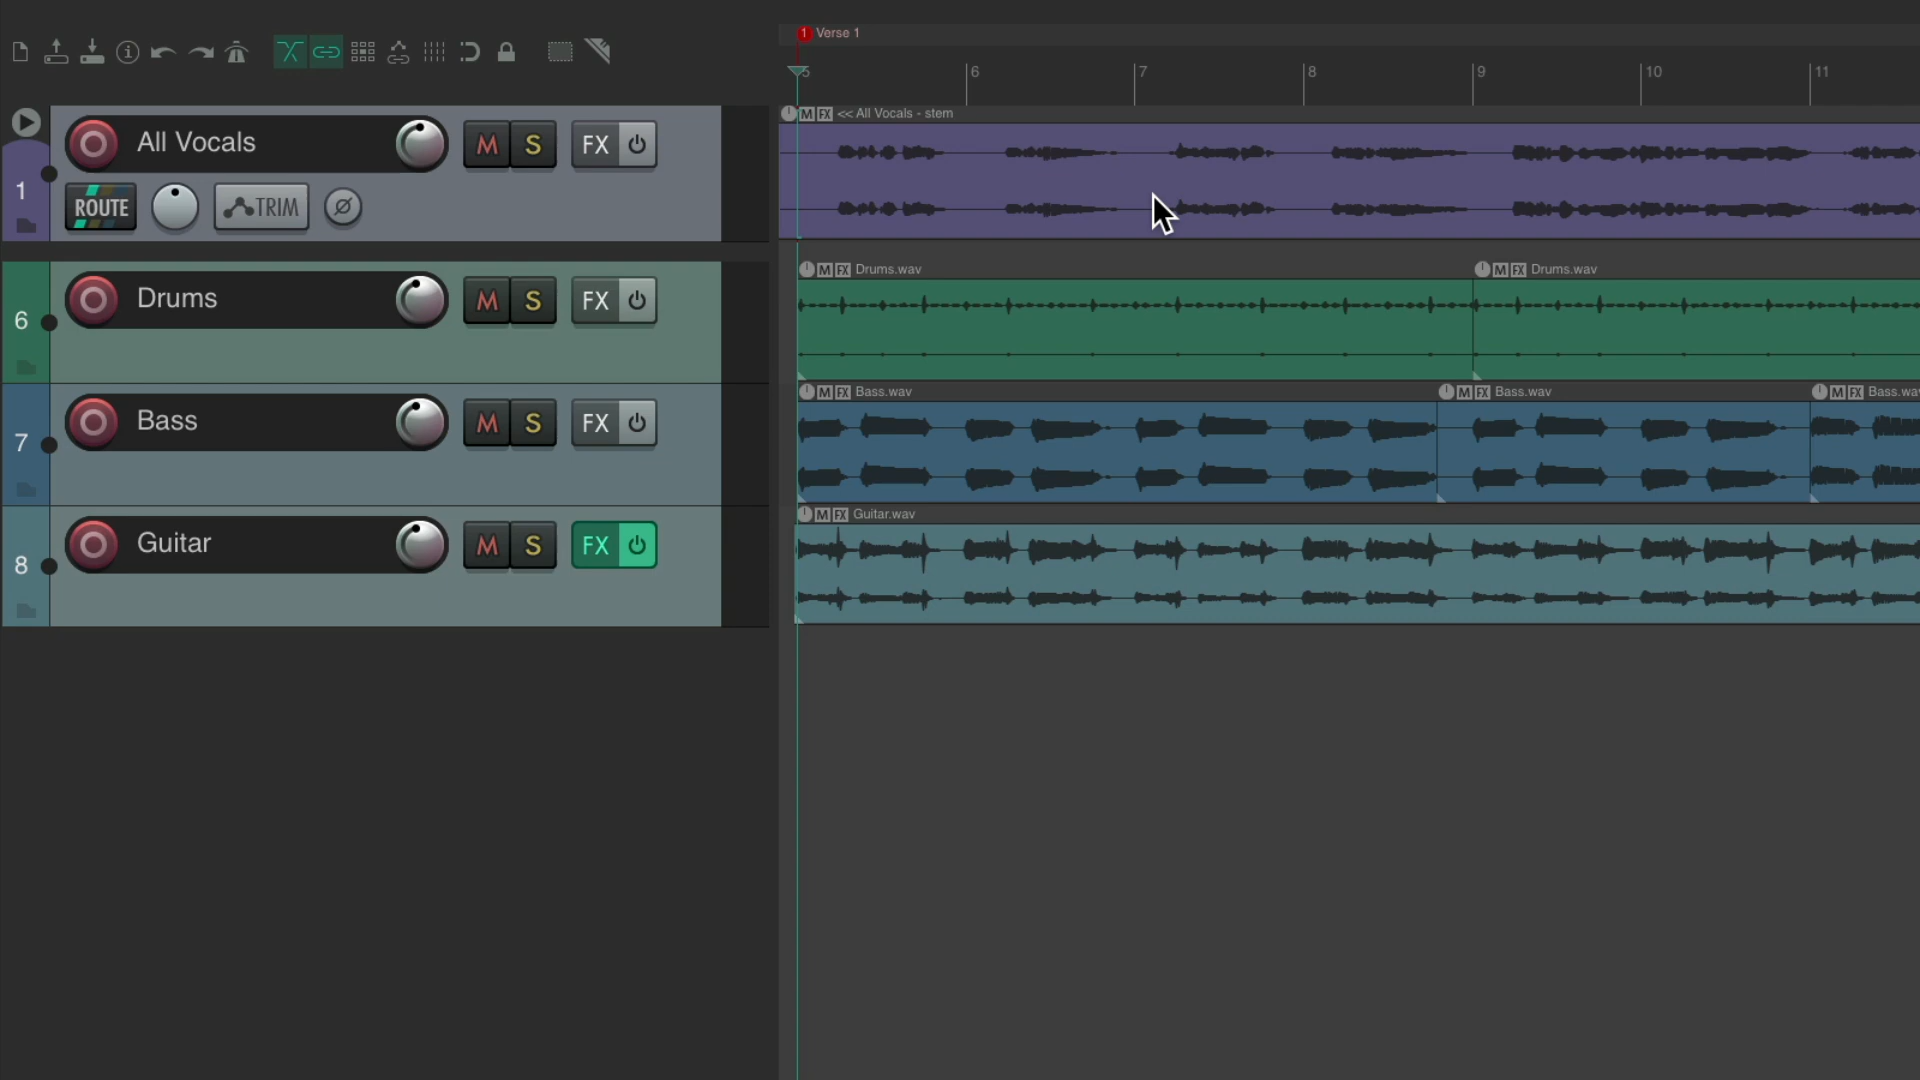 1 Verse 1
5 6 7 8 9 10 11
M FX << All Vocals - stem
All Vocals M S FX
1
ROUTE TRIM
M FX Drums.wav M FX Drums.wav
Drums M S FX
6
M FX Bass.wav M FX Bass.wav M FX Bass.wa
Bass M S FX
7
M FX Guitar.wav
Guitar M S FX
8